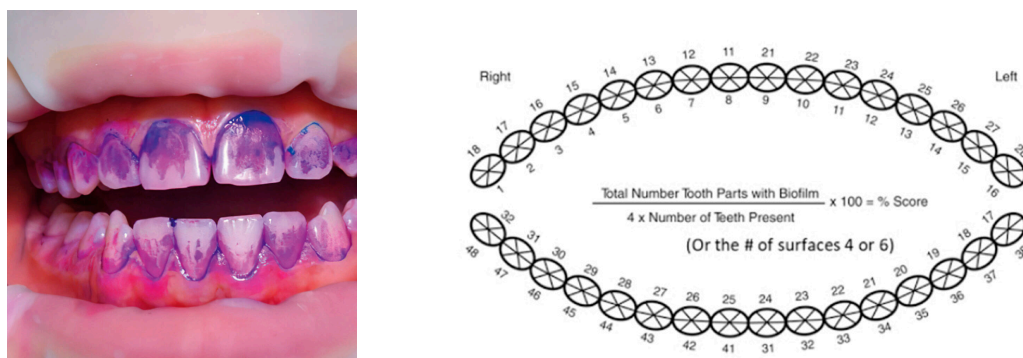 Right
Left
18 17 16 15 14 13 12 11 21 22 23 24 25 26 27
1 2 3 4 5 6 7 8 9 10 11 12 13 14 15 16
Total Number Tooth Parts with Biofilm
4 x Number of Teeth Present
x 100 = % Score
(Or the # of surfaces 4 or 6)
32 31 30 29 28 27 26 25 24 23 22 21 20 19 18 17
48 47 46 45 44 43 42 41 31 32 33 34 35 36 37